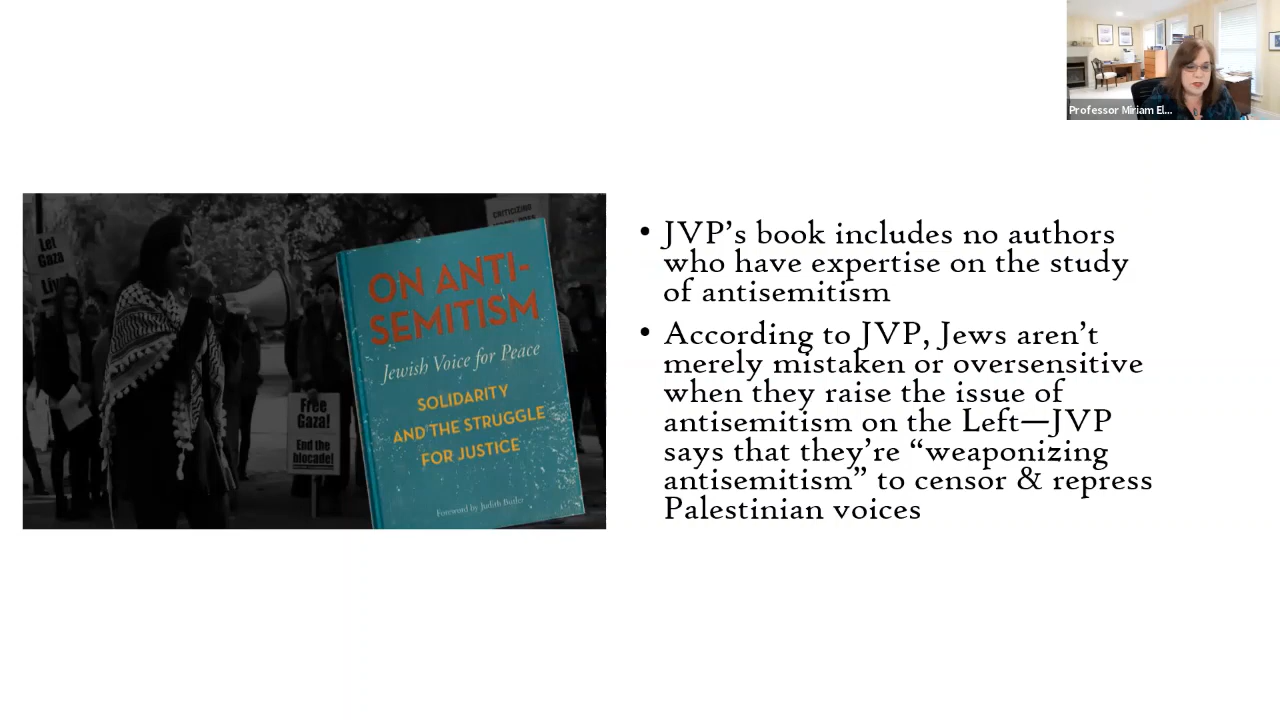 Professor Miriam El...
Let
Gaza
CRITICIZING
ON ANTI-
SEMITISM
Jewish Voice for Peace
SOLIDARITY
AND THE STRUGGLE
FOR JUSTICE
Foreword by Judith Butler
Free
Gaza!
End the
blocade!
• JVP’s book includes no authors
who have expertise on the study
of antisemitism
• According to JVP, Jews aren’t
merely mistaken or oversensitive
when they raise the issue of
antisemitism on the Left—JVP
says that they’re “weaponizing
antisemitism” to censor & repress
Palestinian voices